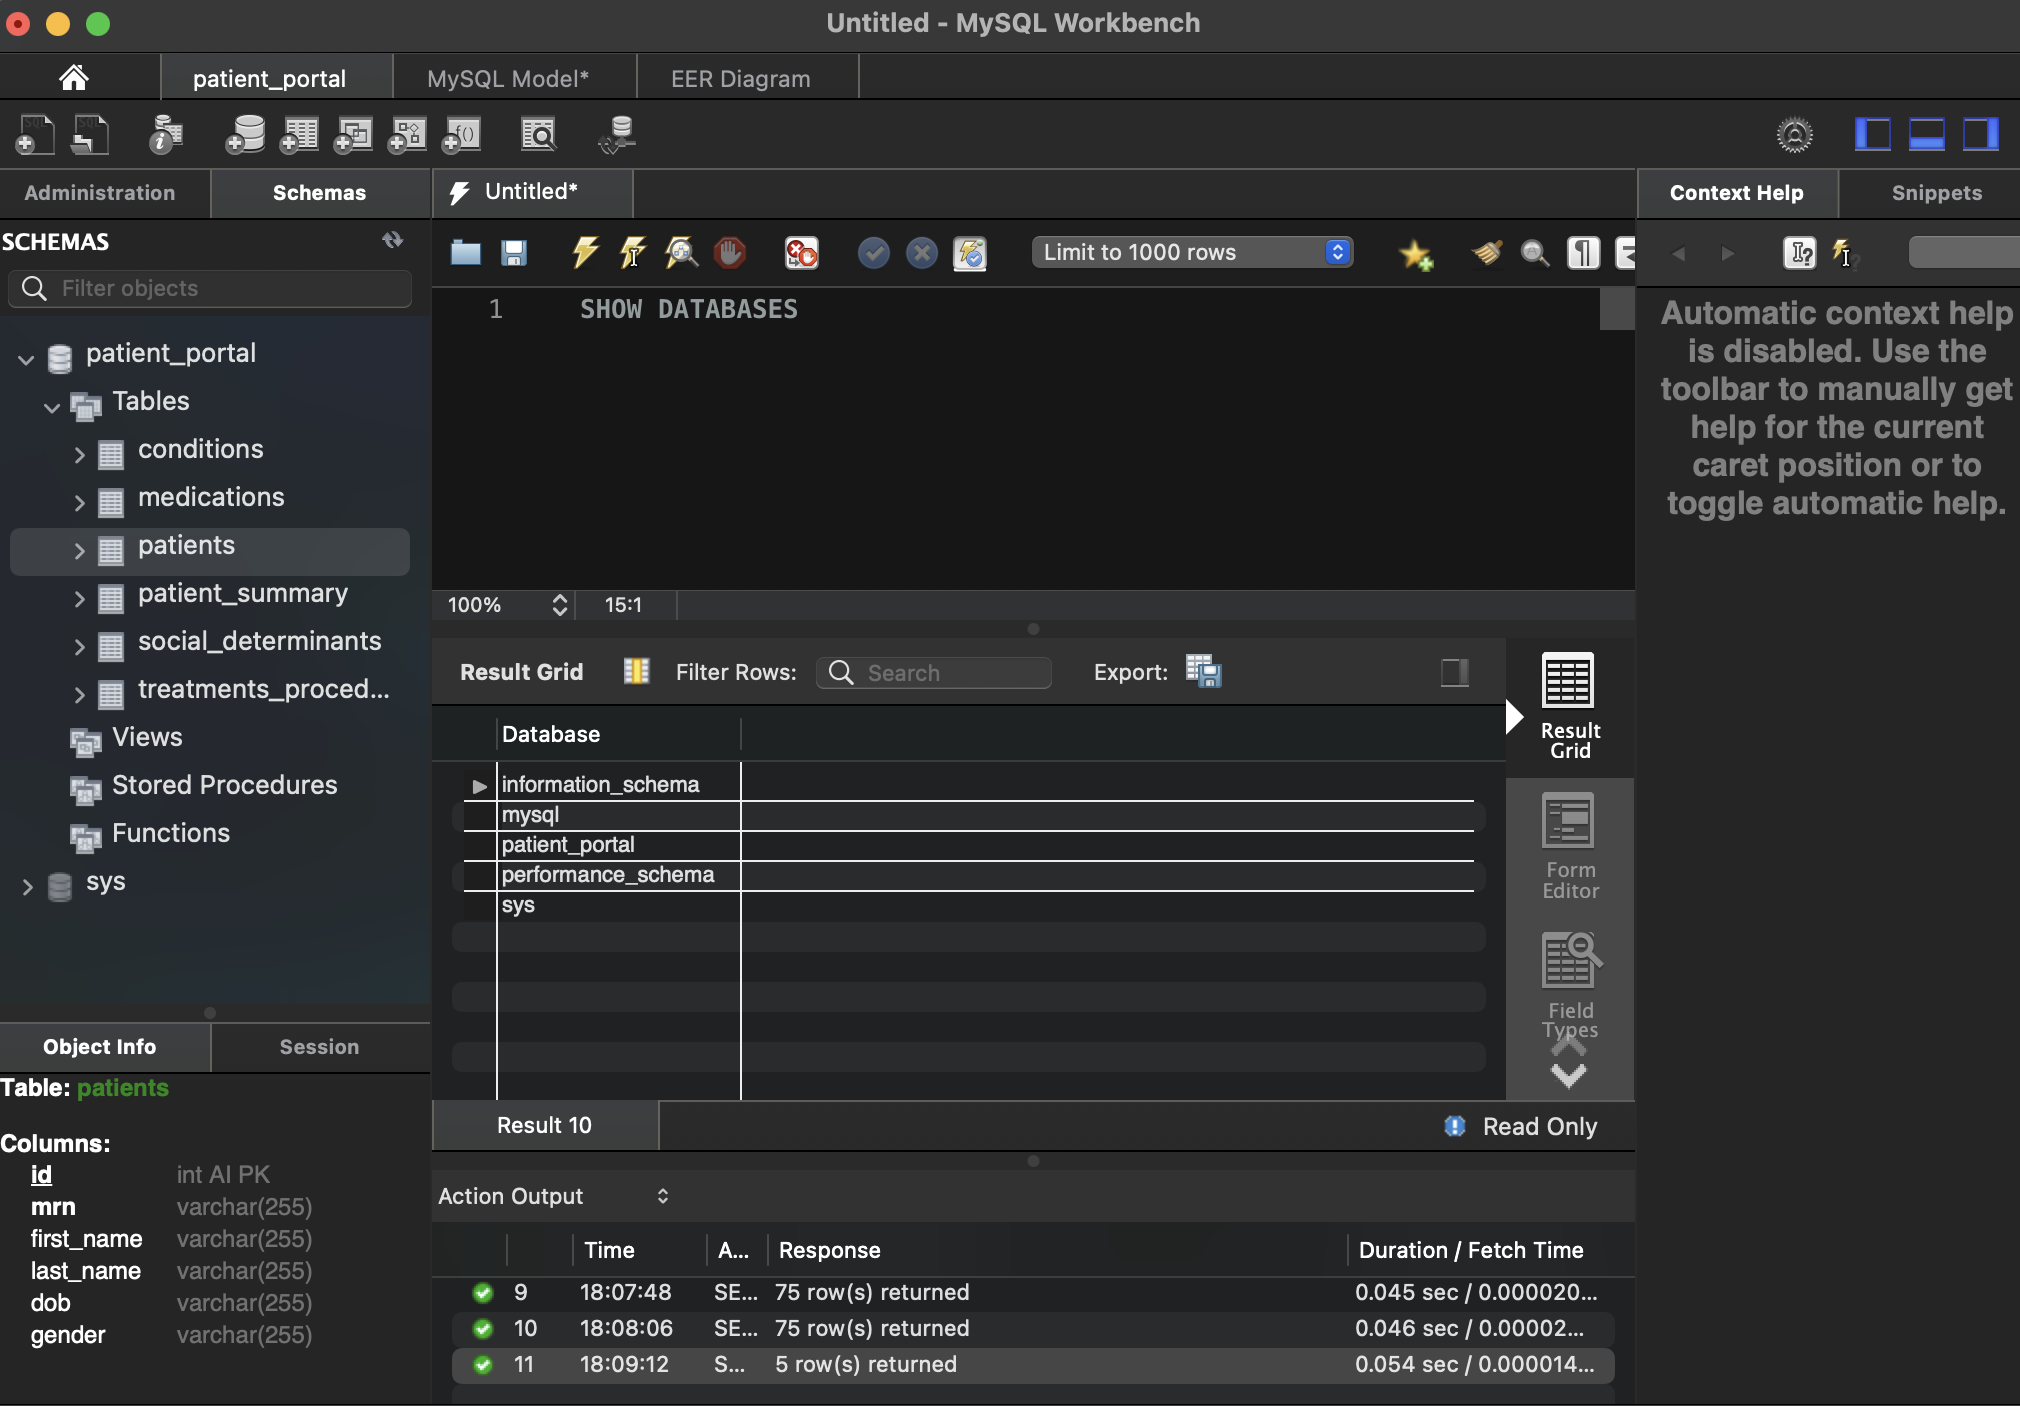 Untitled - MySQL Workbench
patient_portal
MySQL Model*
EER Diagram
Administration
Schemas
Untitled*
Context Help
Snippets
SCHEMAS
Filter objects
Limit to 1000 rows
1 SHOW DATABASES
Automatic context help
is disabled. Use the
toolbar to manually get
help for the current
caret position or to
toggle automatic help.
patient_portal
Tables
conditions
medications
patients
patient_summary
social_determinants
treatments_proced...
Views
Stored Procedures
Functions
sys
100%
15:1
Result Grid
Filter Rows:
Search
Export:
Database
information_schema
mysql
patient_portal
performance_schema
sys
Result
Grid
Form
Editor
Field
Types
Object Info
Session
Table: patients
Columns:
id int AI PK
mrn varchar(255)
first_name varchar(255)
last_name varchar(255)
dob varchar(255)
gender varchar(255)
Result 10
Read Only
Action Output
Time A... Response Duration / Fetch Time
9 18:07:48 SE... 75 row(s) returned 0.045 sec / 0.000020...
10 18:08:06 SE... 75 row(s) returned 0.046 sec / 0.00002...
11 18:09:12 S... 5 row(s) returned 0.054 sec / 0.000014...